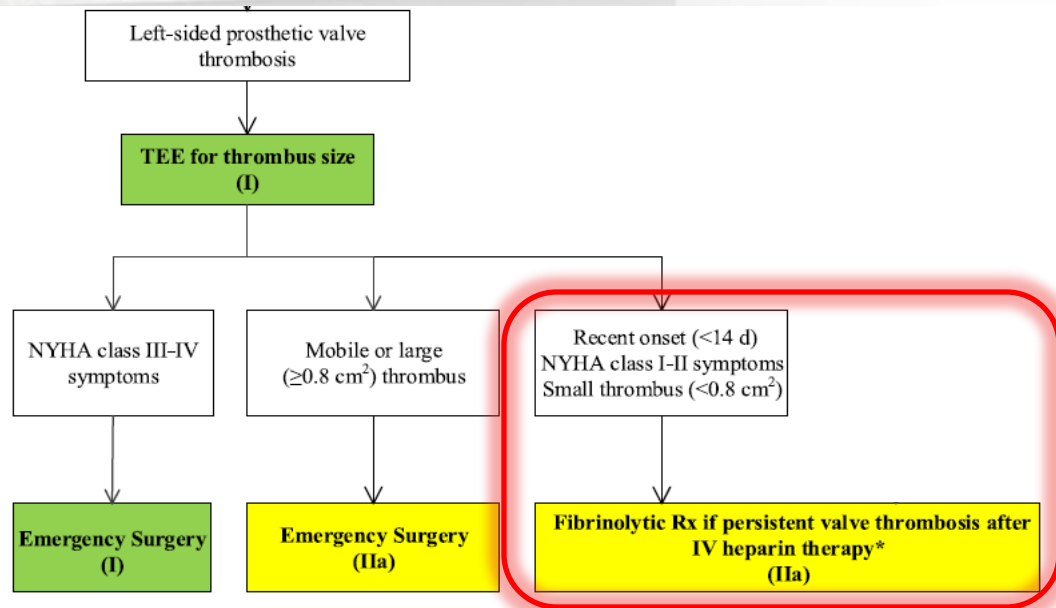 Left-sided prosthetic valve
thrombosis
TEE for thrombus size
(I)
NYHA class III–IV
symptoms
Mobile or large
(≥0.8 cm²) thrombus
Recent onset (<14 d)
NYHA class I-II symptoms
Small thrombus (<0.8 cm²)
Emergency Surgery
(I)
Emergency Surgery
(IIa)
Fibrinolytic Rx if persistent valve thrombosis after
IV heparin therapy*
(IIa)